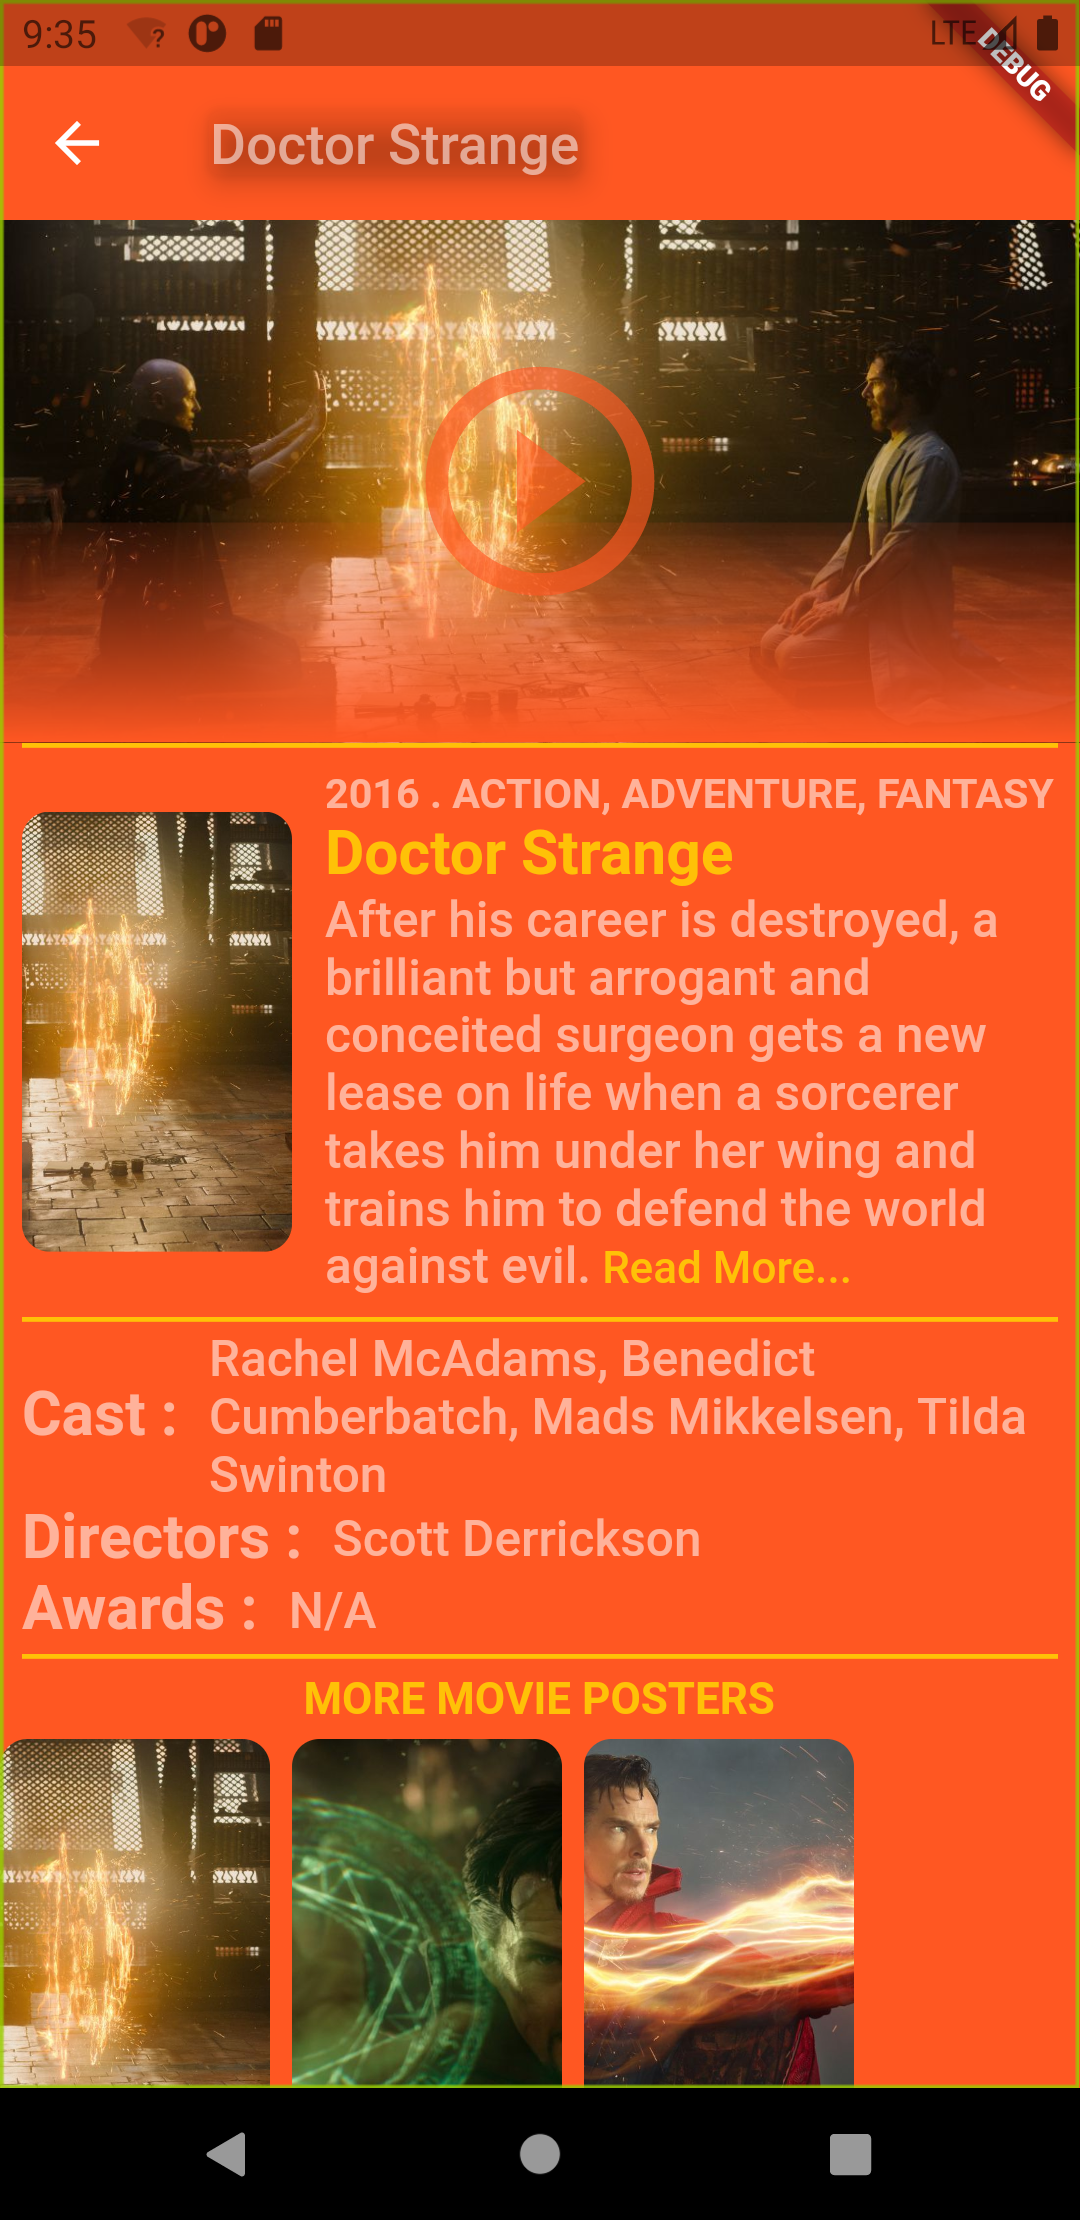 9:35
LTE
DEBUG
Doctor Strange
2016 . ACTION, ADVENTURE, FANTASY
Doctor Strange
After his career is destroyed, a
brilliant but arrogant and
conceited surgeon gets a new
lease on life when a sorcerer
takes him under her wing and
trains him to defend the world
against evil. Read More...
Cast : Rachel McAdams, Benedict
Cumberbatch, Mads Mikkelsen, Tilda
Swinton
Directors : Scott Derrickson
Awards : N/A
MORE MOVIE POSTERS